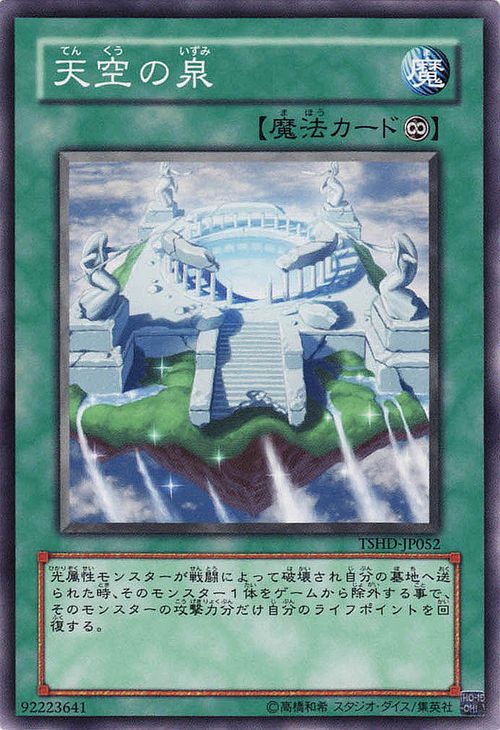 天空の泉
【魔法カード】
魔
TSHD-JP052
光属性モンスターが戦闘によって破壊され自分の墓地へ送
られた時、そのモンスター1体をゲームから除外する事で、
そのモンスターの攻撃力分だけ自分のライフポイントを回
復する。
92223641
©高橋和希 スタジオ・ダイス/集英社